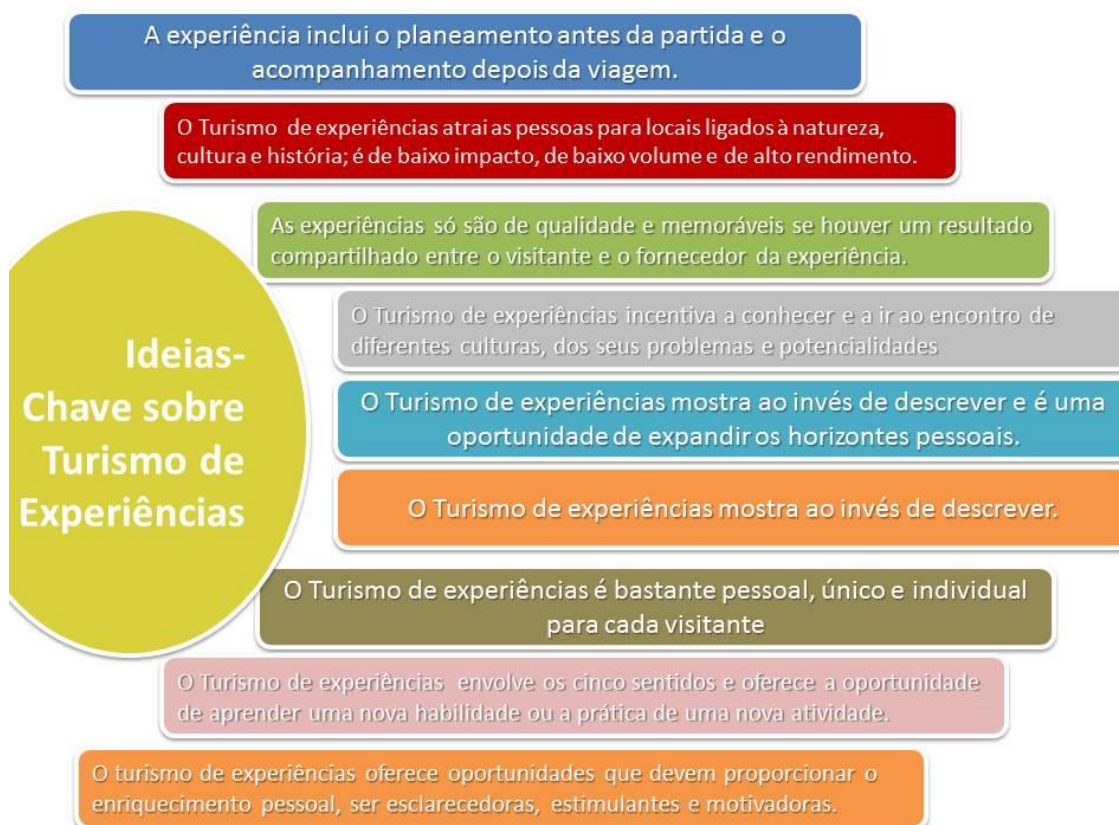 A experiência inclui o planeamento antes da partida e o
acompanhamento depois da viagem.
O Turismo de experiências atrai as pessoas para locais ligados à natureza,
cultura e história; é de baixo impacto, de baixo volume e de alto rendimento.
As experiências só são de qualidade e memoráveis se houver um resultado
compartilhado entre o visitante e o fornecedor da experiência.
O Turismo de experiências incentiva a conhecer e a ir ao encontro de
diferentes culturas, dos seus problemas e potencialidades
Ideias-
Chave sobre
Turismo de
Experiências
O Turismo de experiências mostra ao invés de descrever e é uma
oportunidade de expandir os horizontes pessoais.
O Turismo de experiências mostra ao invés de descrever.
O Turismo de experiências é bastante pessoal, único e individual
para cada visitante
O Turismo de experiências envolve os cinco sentidos e oferece a oportunidade
de aprender uma nova habilidade ou a prática de uma nova atividade.
O turismo de experiências oferece oportunidades que devem proporcionar o
enriquecimento pessoal, ser esclarecedoras, estimulantes e motivadoras.